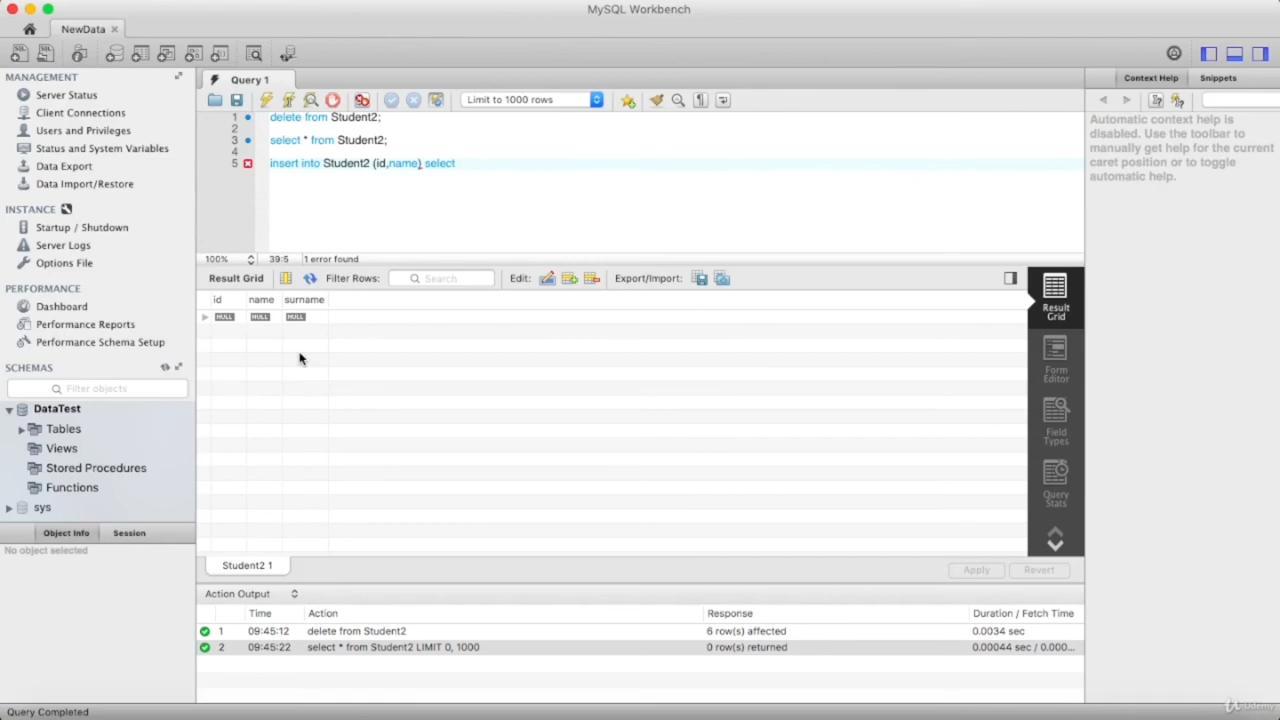 MySQL Workbench
NewData
MANAGEMENT
Server Status
Client Connections
Users and Privileges
Status and System Variables
Data Export
Data Import/Restore
INSTANCE
Startup / Shutdown
Server Logs
Options File
PERFORMANCE
Dashboard
Performance Reports
Performance Schema Setup
SCHEMAS
Filter objects
DataTest
Tables
Views
Stored Procedures
Functions
sys
Object Info Session
No object selected
Query 1
Limit to 1000 rows
1 delete from Student2;
2
3 select * from Student2;
4
5 insert into Student2 (id,name) select
100% 39:5 1 error found
Result Grid Filter Rows: Search Edit: Export/Import:
id name surname
NULL NULL NULL
Result
Grid
Form
Editor
Field
Types
Query
Stats
Student2 1
Apply Revert
Action Output
Time Action Response Duration / Fetch Time
1 09:45:12 delete from Student2 6 row(s) affected 0.0034 sec
2 09:45:22 select * from Student2 LIMIT 0, 1000 0 row(s) returned 0.00044 sec / 0.000...
Context Help Snippets
Automatic context help is
disabled. Use the toolbar to
manually get help for the current
caret position or to toggle
automatic help.
Query Completed
Udemy